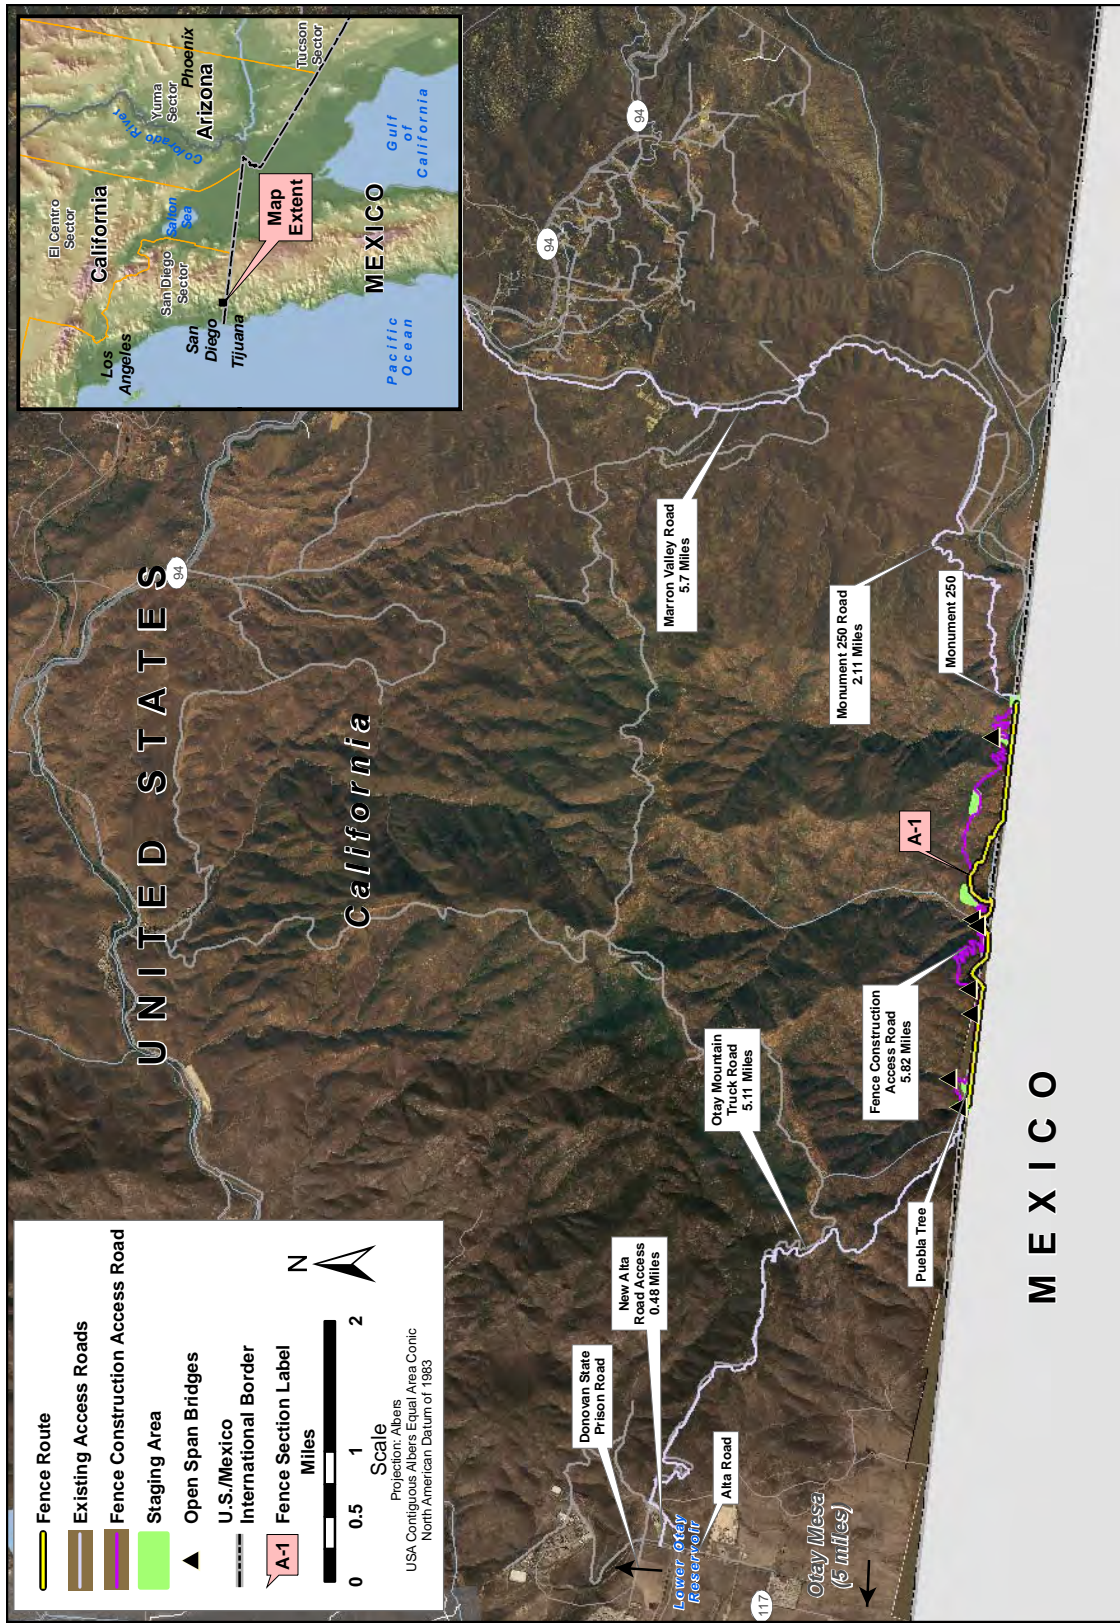 Fence Route
Existing Access Roads
Fence Construction Access Road
Staging Area
Open Span Bridges
U.S./Mexico
International Border
A-1
Fence Section Label
Miles
0
0.5
1
2
N
Scale
Projection: Albers
USA Contiguous Albers Equal Area Conic
North American Datum of 1983
UNITED STATES
California
94
94
94
117
Donovan State
Prison Road
New Alta
Road Access
0.48 Miles
Lower Otay
Reservoir
Alta Road
Otay Mesa
(5 miles)
Otay Mountain
Truck Road
5.11 Miles
Puebla Tree
Fence Construction
Access Road
5.82 Miles
A-1
Marron Valley Road
5.7 Miles
Monument 250 Road
2.11 Miles
Monument 250
MEXICO
El Centro
Sector
California
Los
Angeles
San Diego
Sector
Salton
Sea
Colorado River
Yuma
Sector
Phoenix
Arizona
Tucson
Sector
San
Diego
Tijuana
Map
Extent
Pacific
Ocean
MEXICO
Gulf
of
California